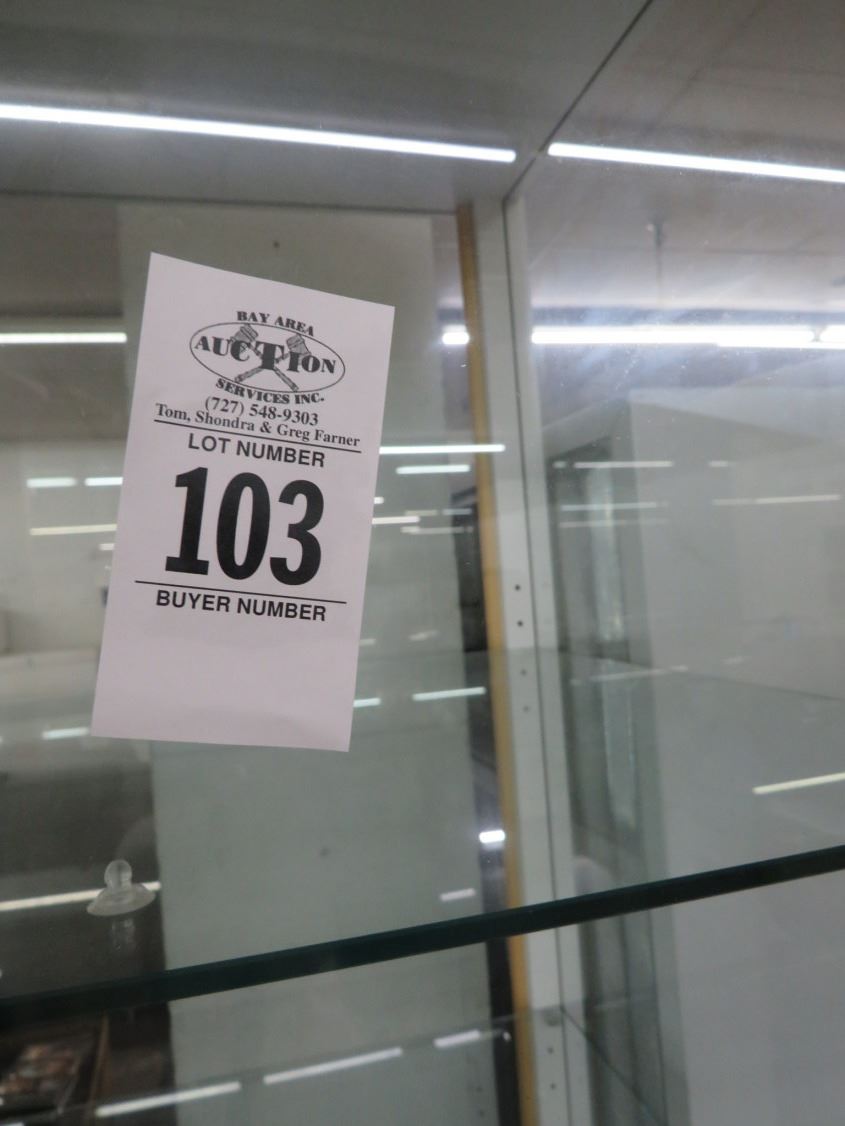 BAY AREA
AUCTION
SERVICES INC.
(727) 548-9303
Tom, Shondra & Greg Farner
LOT NUMBER
103
BUYER NUMBER